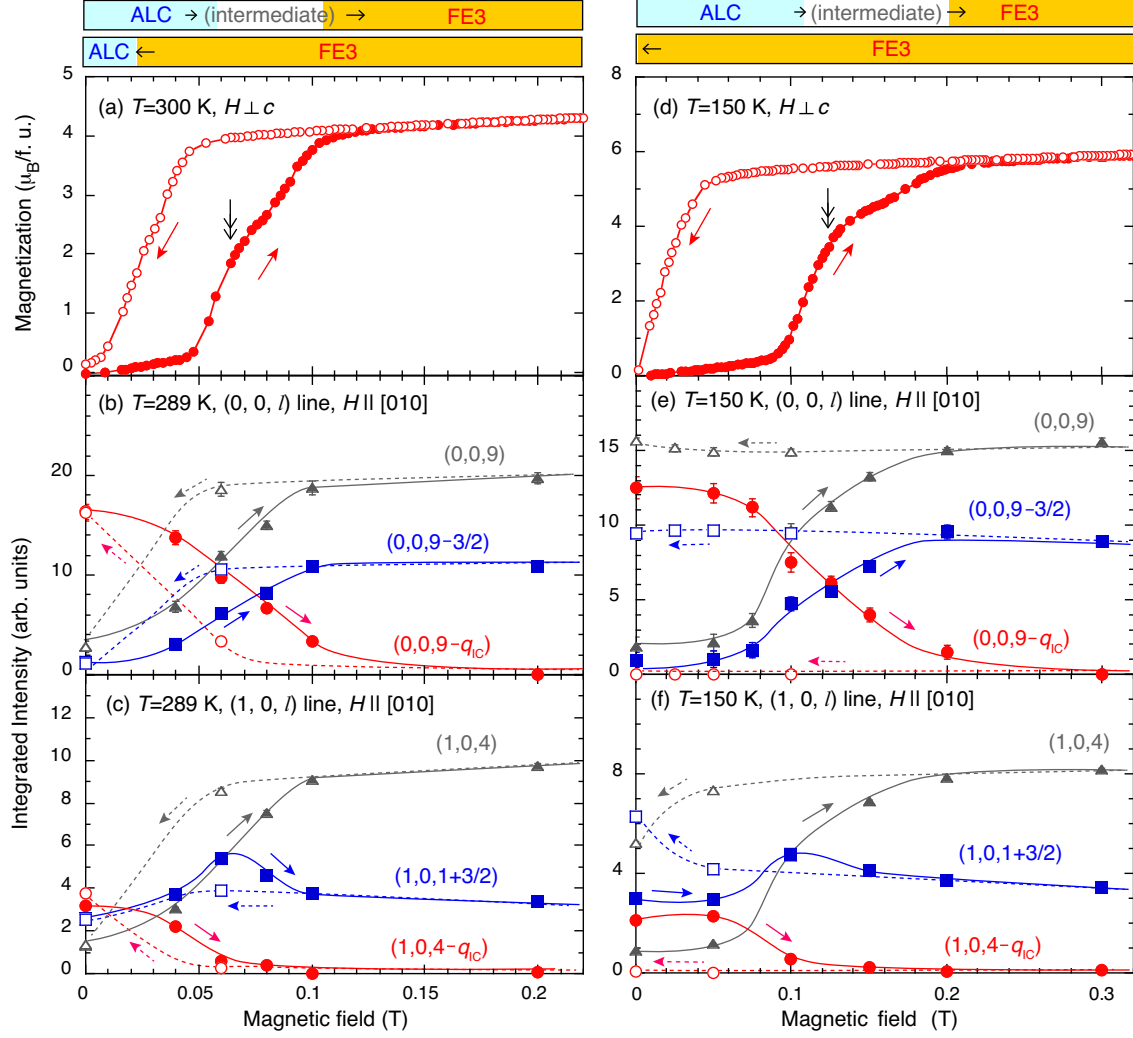 ALC → (intermediate) → FE3
ALC ← FE3
(a) T=300 K, H⊥c
5
4
3
2
1
0
Magnetization (μB/f. u.)
(b) T=289 K, (0, 0, l) line, H || [010]
(0,0,9)
(0,0,9−3/2)
(0,0,9−qIC)
20
10
0
Integrated Intensity (arb. units)
(c) T=289 K, (1, 0, l) line, H || [010]
(1,0,4)
(1,0,1+3/2)
(1,0,4−qIC)
12
10
8
6
4
2
0
0 0.05 0.1 0.15 0.2
Magnetic field (T)
ALC → (intermediate) → FE3
← FE3
(d) T=150 K, H⊥c
8
6
4
2
0
(e) T=150 K, (0, 0, l) line, H || [010]
(0,0,9)
(0,0,9−3/2)
(0,0,9−qIC)
15
10
5
0
(f) T=150 K, (1, 0, l) line, H || [010]
(1,0,4)
(1,0,1+3/2)
(1,0,4−qIC)
8
4
0
0 0.1 0.2 0.3
Magnetic field (T)